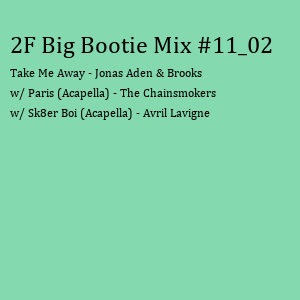 2F Big Bootie Mix #11_02
Take Me Away - Jonas Aden & Brooks
w/ Paris (Acapella) - The Chainsmokers
w/ Sk8er Boi (Acapella) - Avril Lavigne